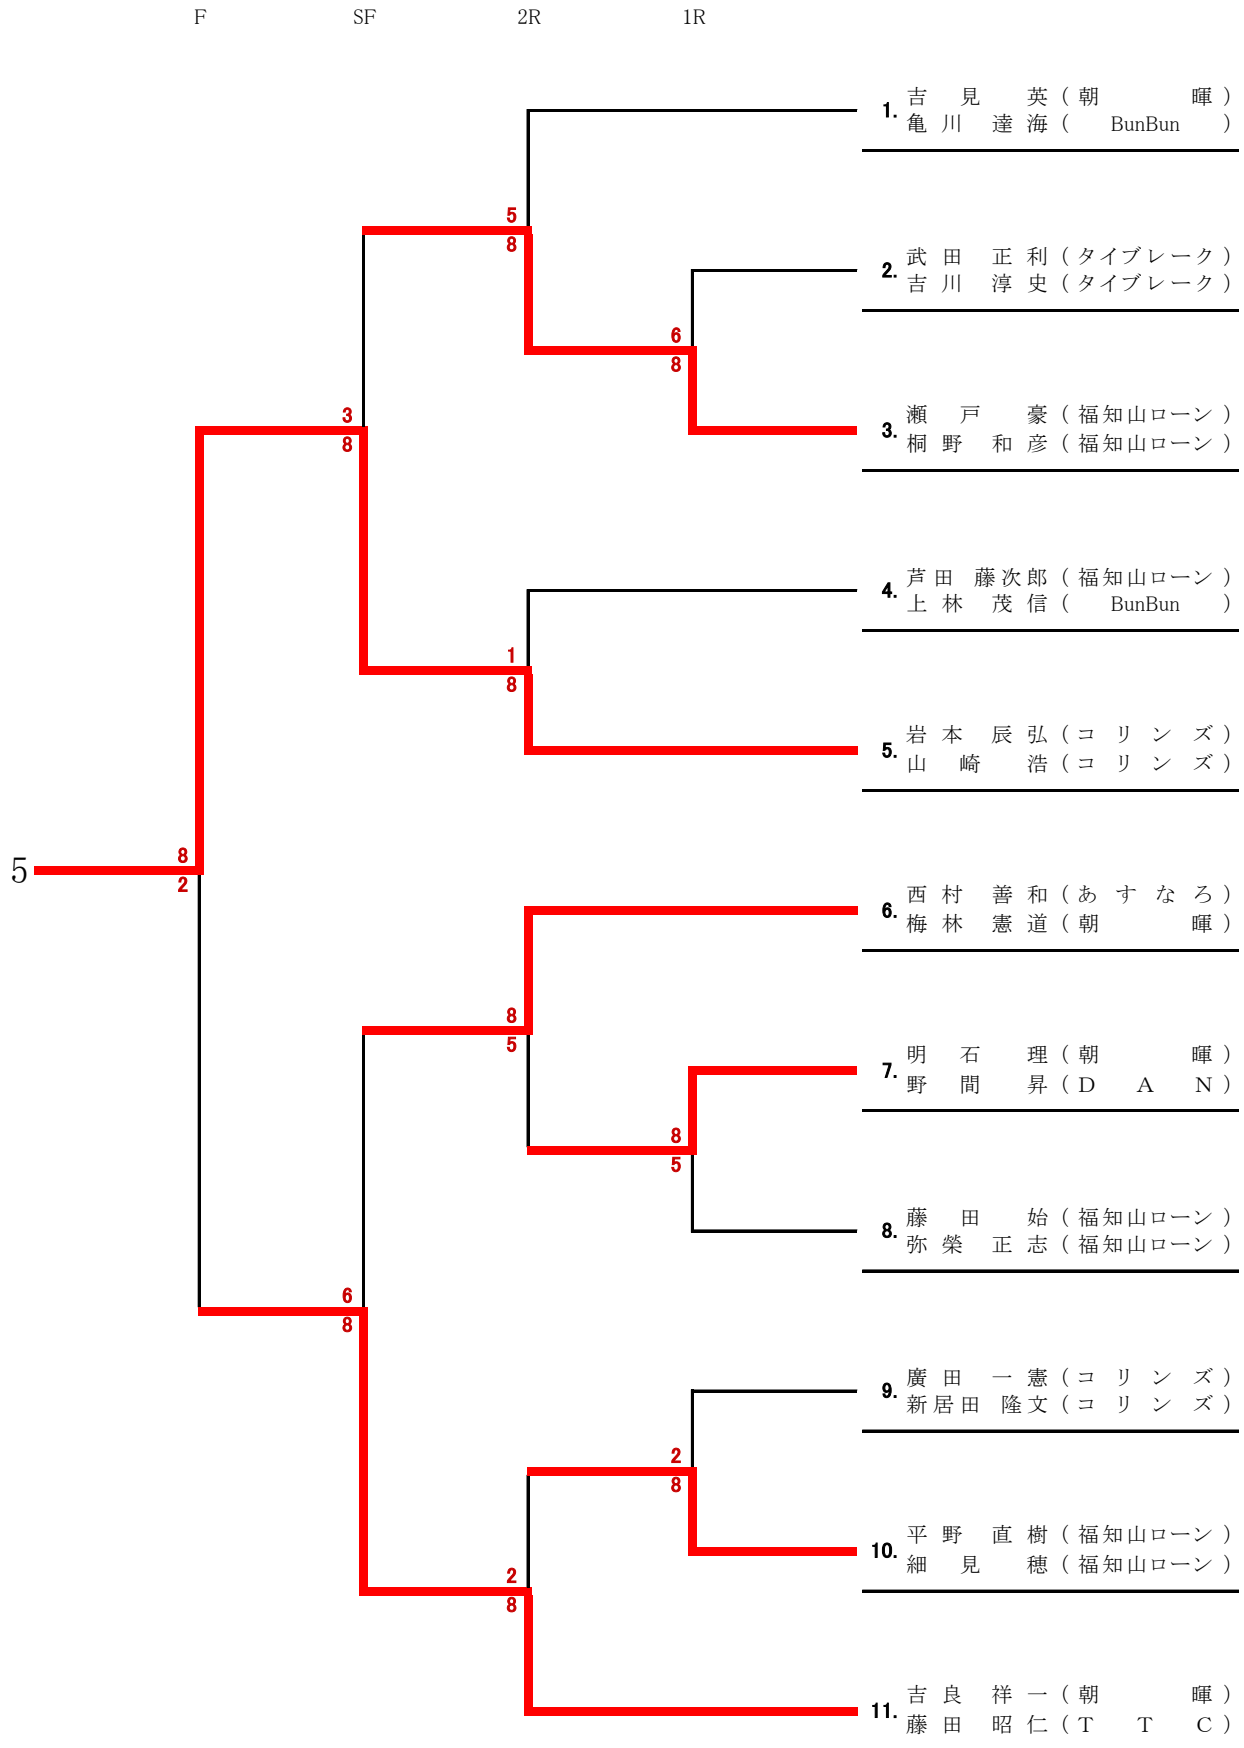 F SF 2R 1R
1. 吉見 英 (朝暉)
亀川 達海 (BunBun)
5
8
2. 武田 正利 (タイブレーク)
吉川 淳史 (タイブレーク)
6
8
3. 瀬戸 豪 (福知山ローン)
桐野 和彦 (福知山ローン)
3
8
4. 芦田 藤次郎 (福知山ローン)
上林 茂信 (BunBun)
1
8
5. 岩本 辰弘 (コリンズ)
山崎 浩 (コリンズ)
5
8
2
6. 西村 善和 (あすなろ)
梅林 憲道 (朝暉)
8
5
7. 明石 理 (朝暉)
野間 昇 (DAN)
8
5
8. 藤田 始 (福知山ローン)
弥榮 正志 (福知山ローン)
6
8
9. 廣田 一憲 (コリンズ)
新居田 隆文 (コリンズ)
2
8
10. 平野 直樹 (福知山ローン)
細見 穂 (福知山ローン)
2
8
11. 吉良 祥一 (朝暉)
藤田 昭仁 (TTC)